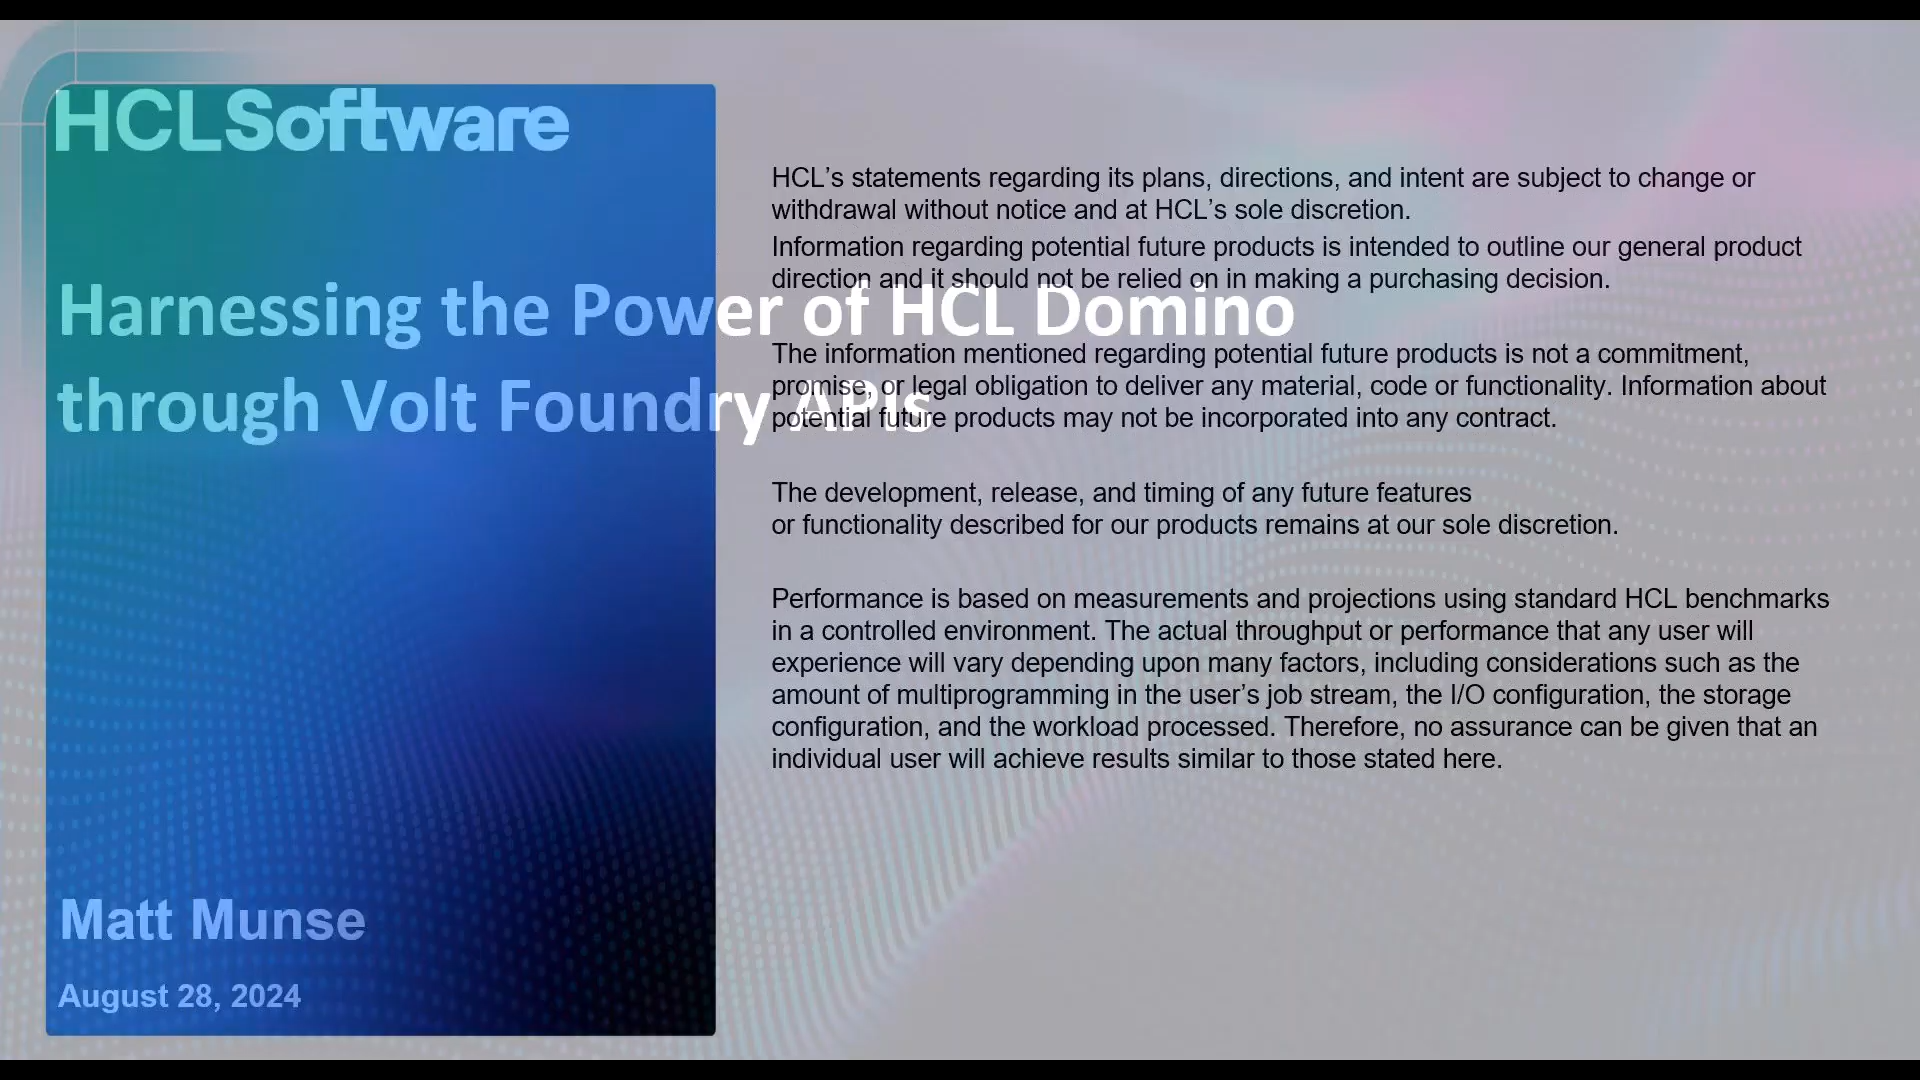 HCLSoftware
Harnessing the Power of HCL Domino
through Volt Foundry APIs
Matt Munse
August 28, 2024
HCL’s statements regarding its plans, directions, and intent are subject to change or
withdrawal without notice and at HCL’s sole discretion.
Information regarding potential future products is intended to outline our general product
direction and it should not be relied on in making a purchasing decision.
The information mentioned regarding potential future products is not a commitment,
promise, or legal obligation to deliver any material, code or functionality. Information about
potential future products may not be incorporated into any contract.
The development, release, and timing of any future features
or functionality described for our products remains at our sole discretion.
Performance is based on measurements and projections using standard HCL benchmarks
in a controlled environment. The actual throughput or performance that any user will
experience will vary depending upon many factors, including considerations such as the
amount of multiprogramming in the user’s job stream, the I/O configuration, the storage
configuration, and the workload processed. Therefore, no assurance can be given that an
individual user will achieve results similar to those stated here.